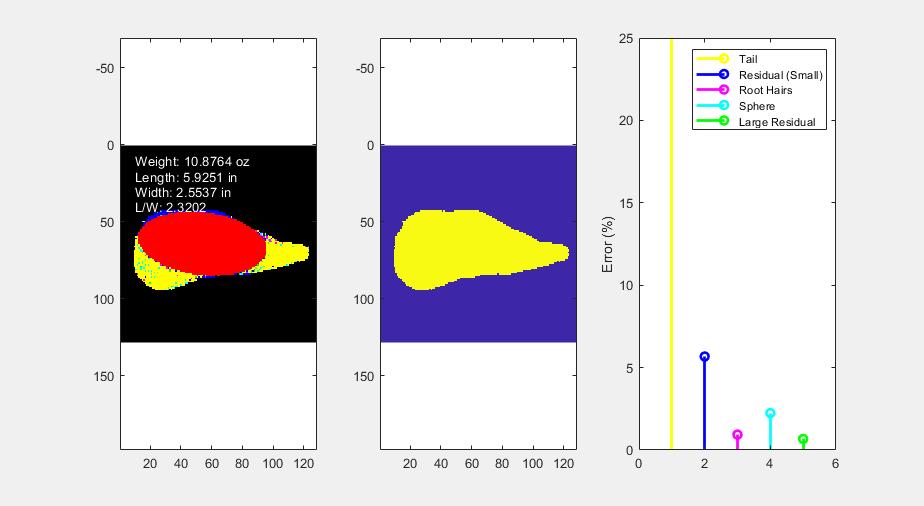 Weight: 10.8764 oz
Length: 5.9251 in
Width: 2.5537 in
L/W: 2.3202
-50
0
50
100
150
20 40 60 80 100 120
-50
0
50
100
150
20 40 60 80 100 120
Error (%)
25
20
15
10
5
0
0 2 4 6
Tail
Residual (Small)
Root Hairs
Sphere
Large Residual